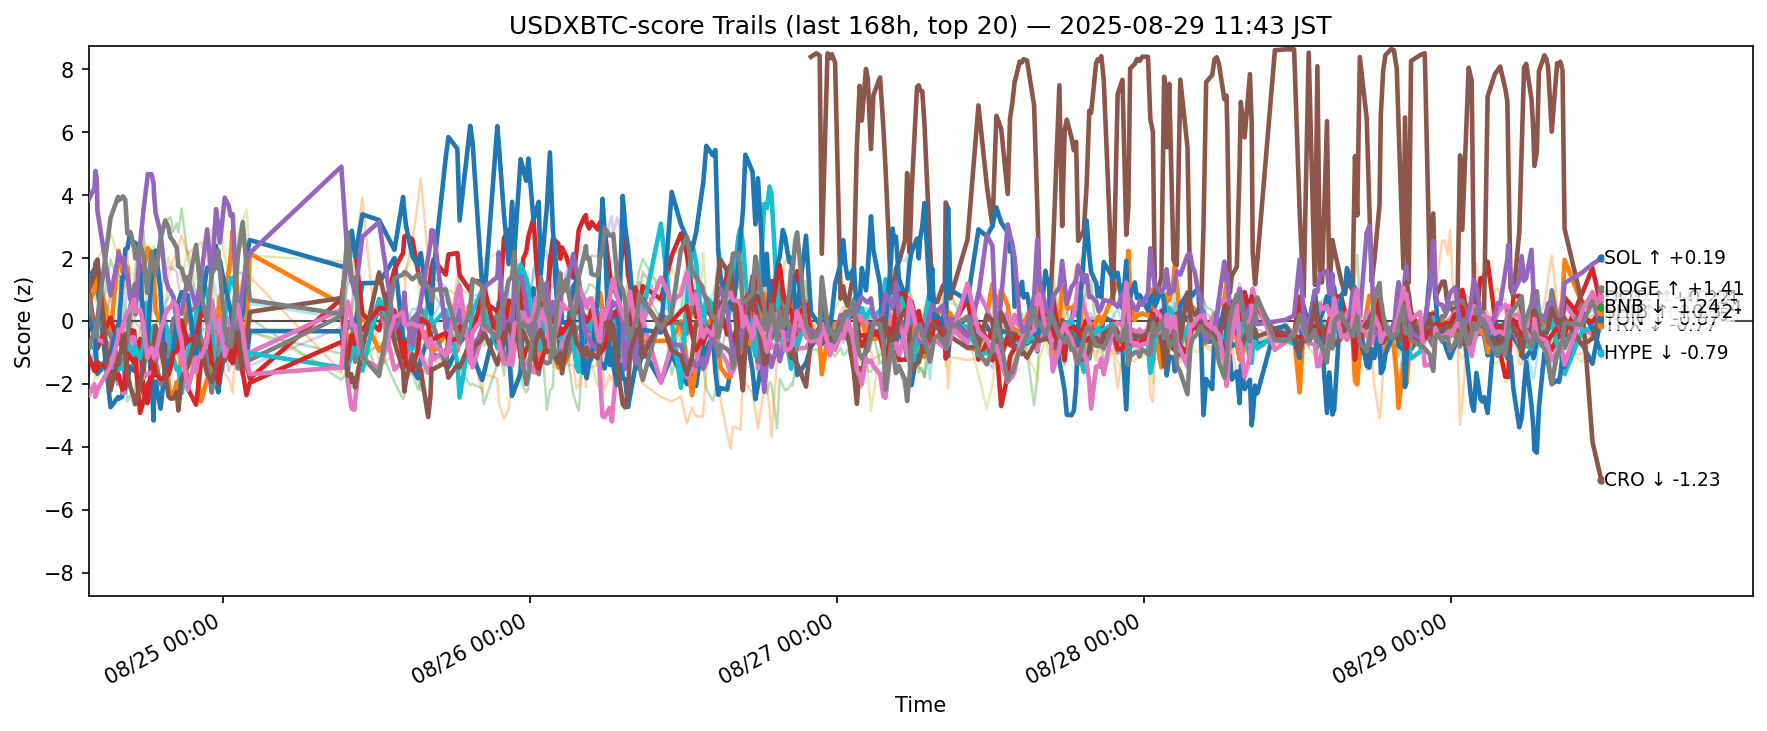 USDXBTC-score Trails (last 168h, top 20) — 2025-08-29 11:43 JST
Score (z)
8
6
4
2
0
−2
−4
−6
−8
SOL ↑ +0.19
DOGE ↑ +1.41
BNB ↓
HYPE ↓ -0.79
CRO ↓ -1.23
08/25 00:00
08/26 00:00
08/27 00:00
08/28 00:00
08/29 00:00
Time